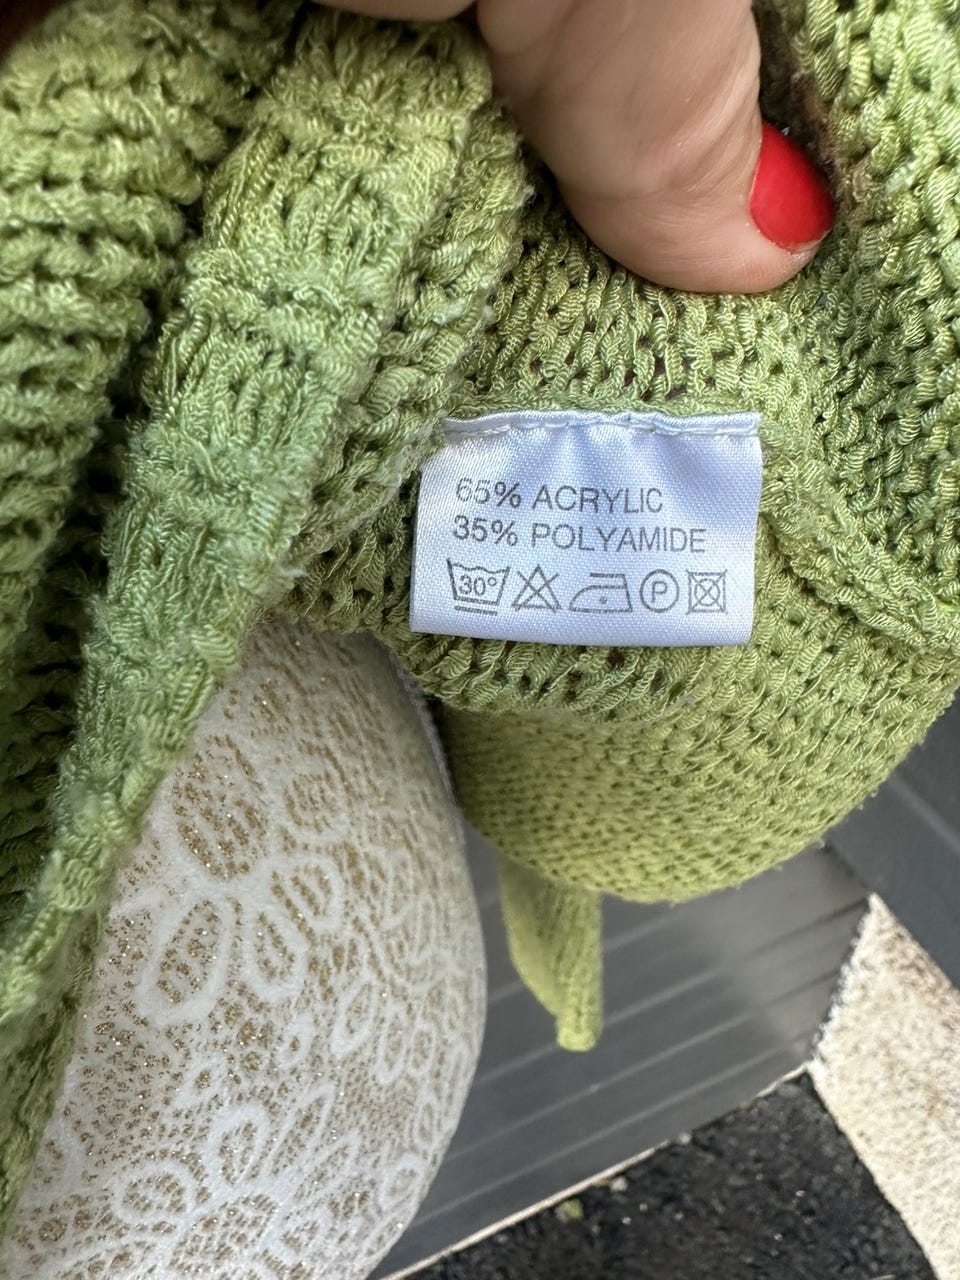 65% ACRYLIC
35% POLYAMIDE
30° P